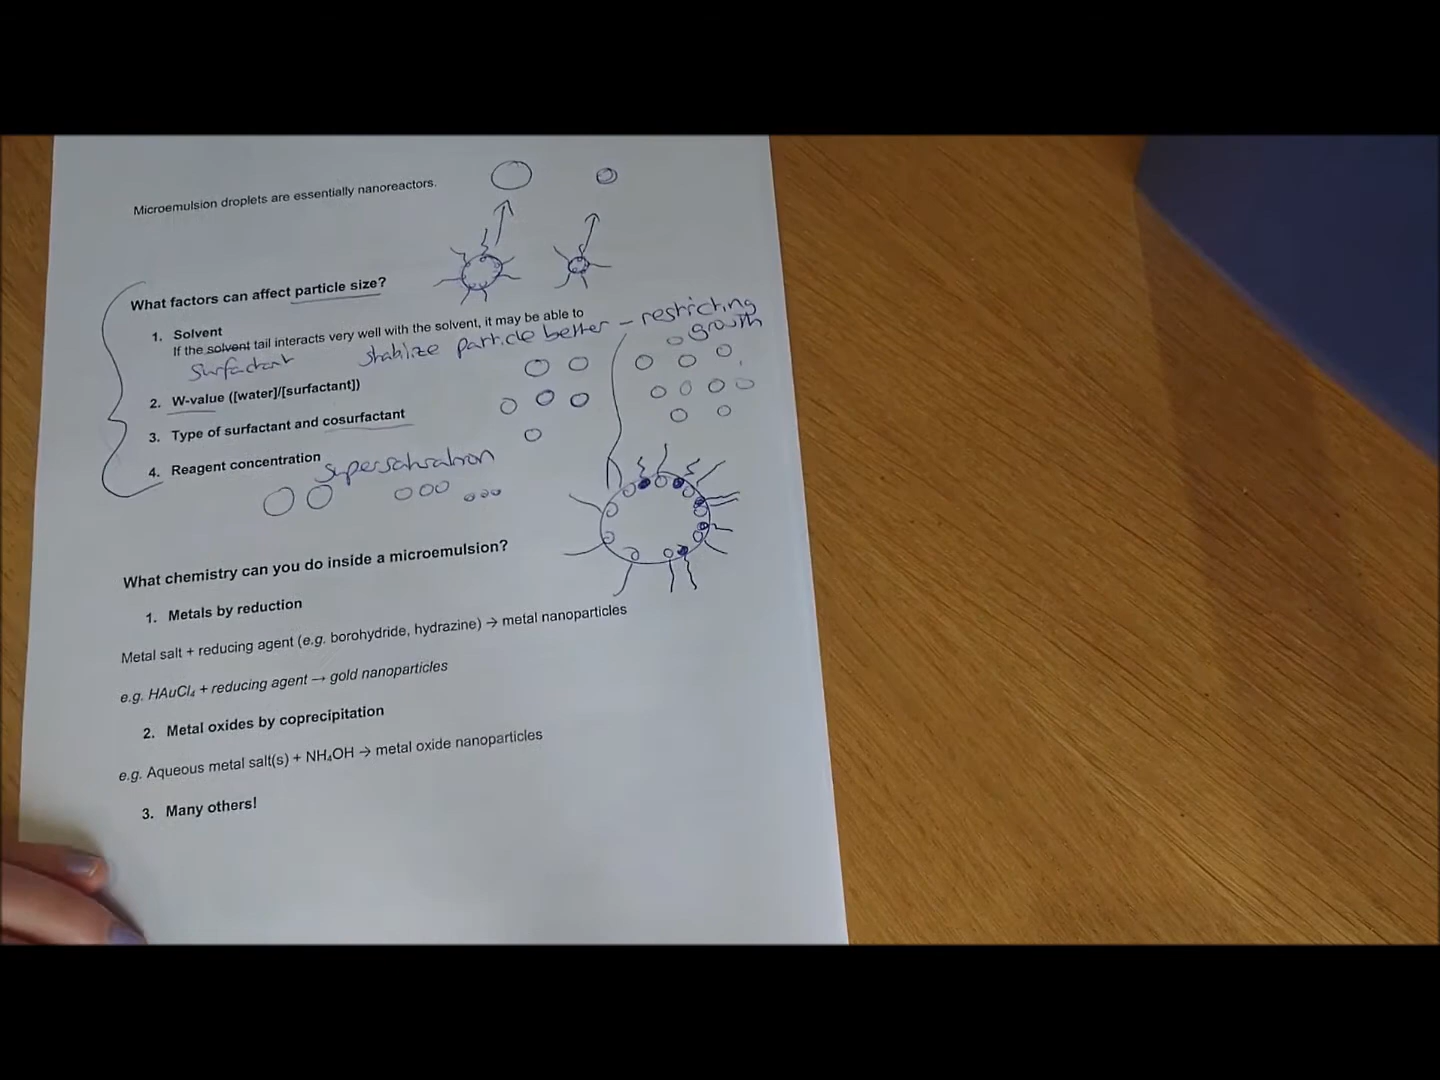 Microemulsion droplets are essentially nanoreactors.
What factors can affect particle size?
1. Solvent
If the solvent tail interacts very well with the solvent, it may be able to
surfactant stabilize particle better – restricting
growth
2. W-value ([water]/[surfactant])
3. Type of surfactant and cosurfactant
4. Reagent concentration
supersaturation
What chemistry can you do inside a microemulsion?
1. Metals by reduction
Metal salt + reducing agent (e.g. borohydride, hydrazine) → metal nanoparticles
e.g. HAuCl₄ + reducing agent → gold nanoparticles
2. Metal oxides by coprecipitation
e.g. Aqueous metal salt(s) + NH₄OH → metal oxide nanoparticles
3. Many others!